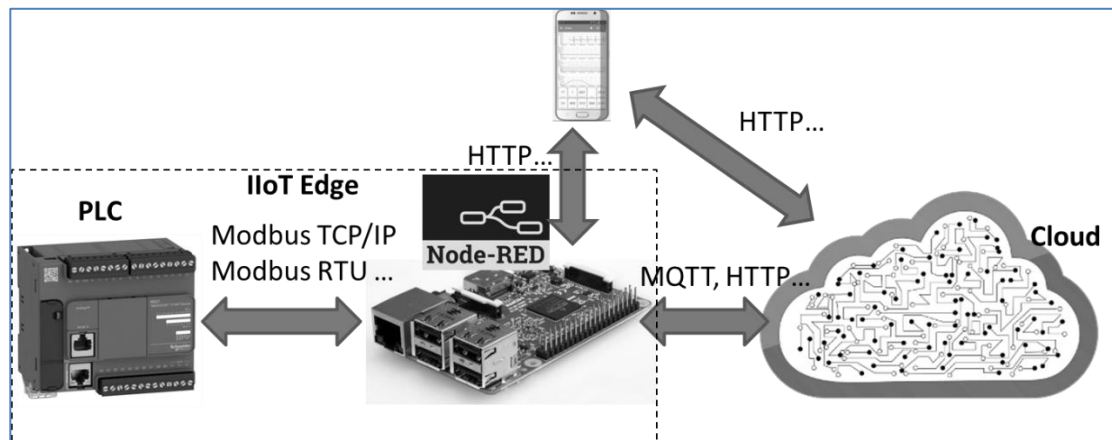 HTTP...
HTTP...
IIoT Edge
PLC
Modbus TCP/IP
Modbus RTU ...
Node-RED
Cloud
MQTT, HTTP...